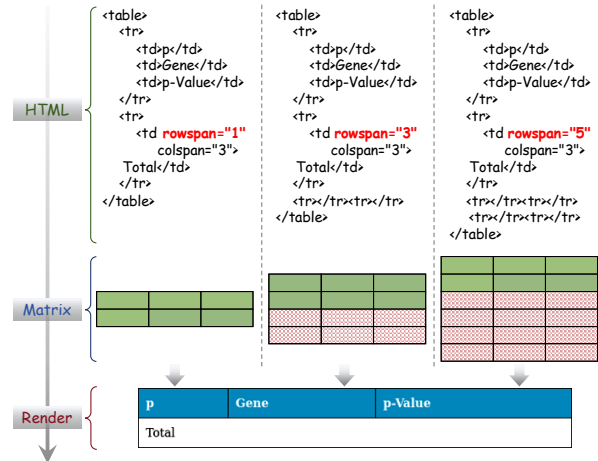 HTML
<table>
<tr>
<td>p</td>
<td>Gene</td>
<td>p-Value</td>
</tr>
<tr>
<td rowspan="1"
colspan="3">
Total</td>
</tr>
</table>
<table>
<tr>
<td>p</td>
<td>Gene</td>
<td>p-Value</td>
</tr>
<tr>
<td rowspan="3"
colspan="3">
Total</td>
</tr>
<tr></tr><tr></tr>
</table>
<table>
<tr>
<td>p</td>
<td>Gene</td>
<td>p-Value</td>
</tr>
<tr>
<td rowspan="5"
colspan="3">
Total</td>
</tr>
<tr></tr><tr></tr>
<tr></tr><tr></tr>
</table>
Matrix
Render
p Gene p-Value
Total